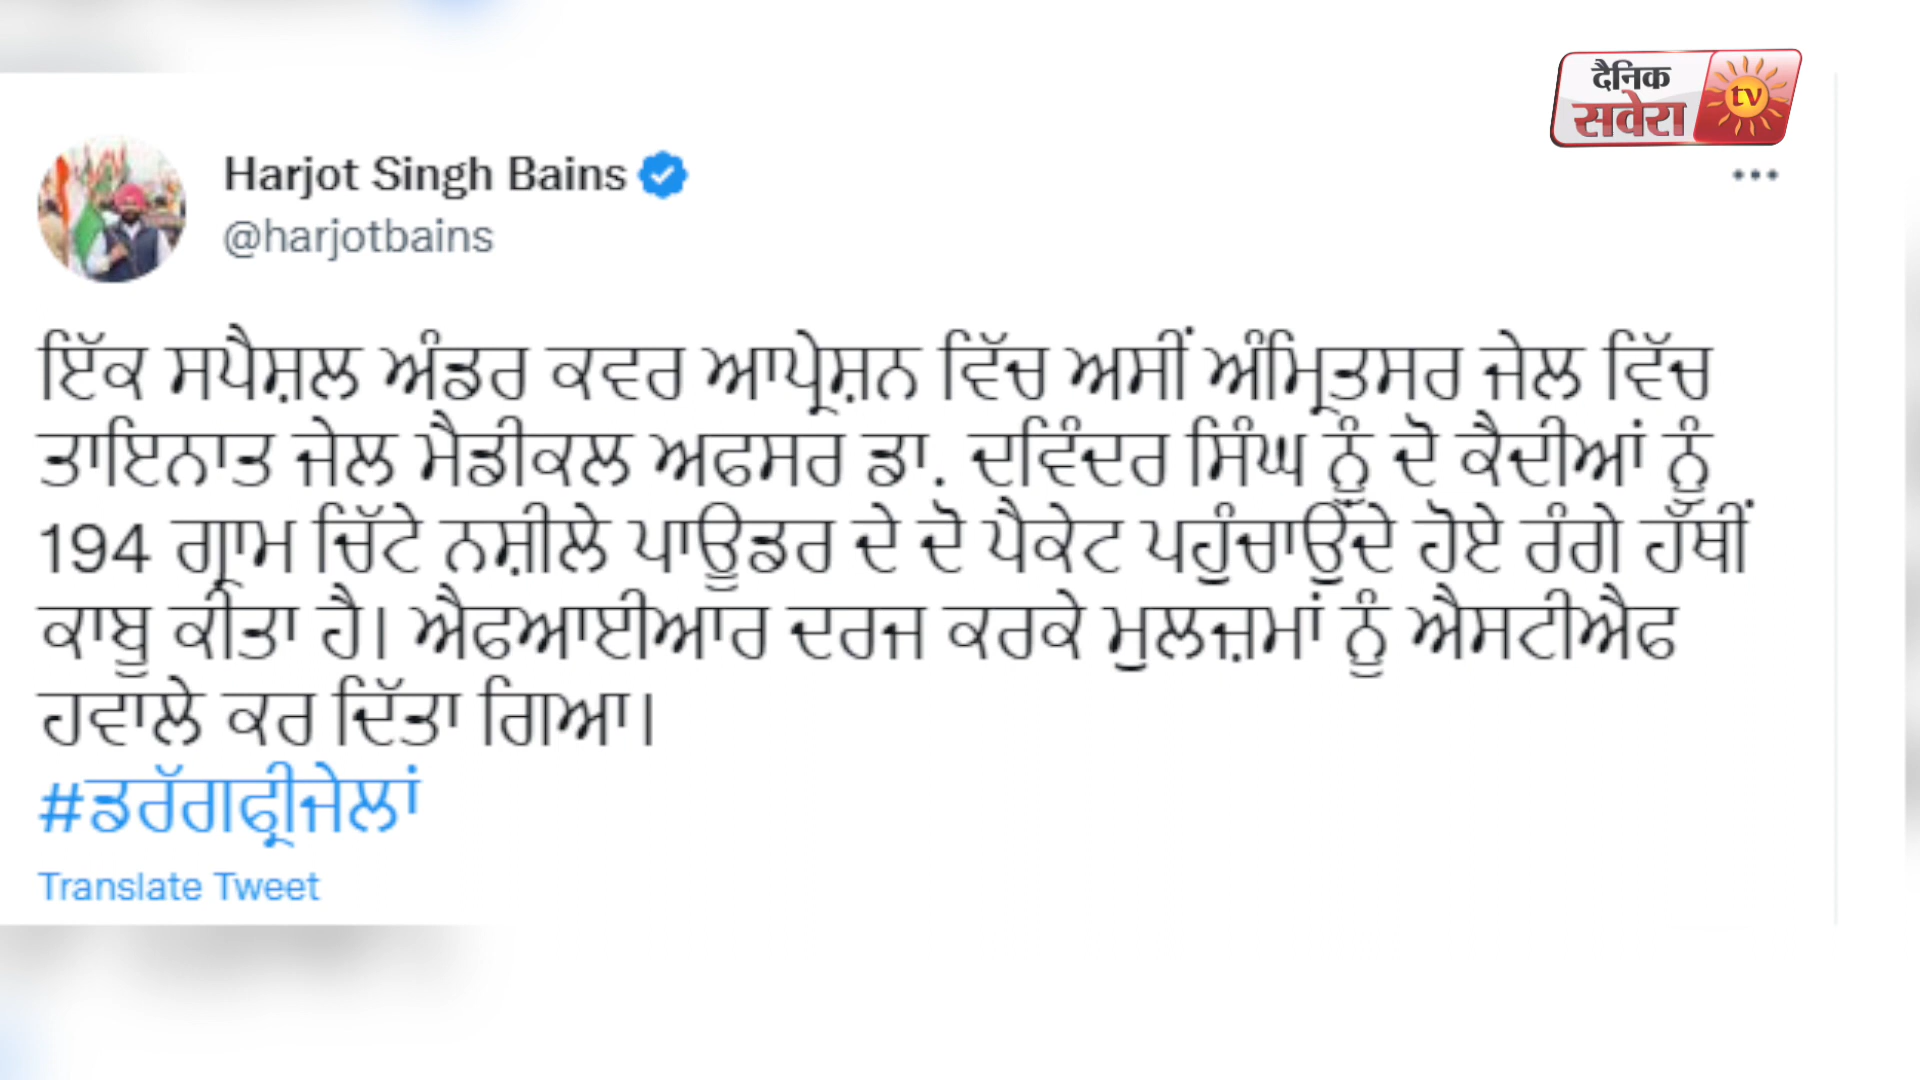 दैनिक
सवेरा tv
Harjot Singh Bains
@harjotbains
ਇੱਕ ਸਪੈਸ਼ਲ ਅੰਡਰ ਕਵਰ ਆਪ੍ਰੇਸ਼ਨ ਵਿੱਚ ਅਸੀਂ ਅੰਮ੍ਰਿਤਸਰ ਜੇਲ ਵਿੱਚ
ਤਾਇਨਾਤ ਜੇਲ ਮੈਡੀਕਲ ਅਫਸਰ ਡਾ. ਦਵਿੰਦਰ ਸਿੰਘ ਨੂੰ ਦੋ ਕੈਦੀਆਂ ਨੂੰ
194 ਗ੍ਰਾਮ ਚਿੱਟੇ ਨਸ਼ੀਲੇ ਪਾਊਡਰ ਦੇ ਦੋ ਪੈਕੇਟ ਪਹੁੰਚਾਉਂਦੇ ਹੋਏ ਰੰਗੇ ਹੱਥੀਂ
ਕਾਬੂ ਕੀਤਾ ਹੈ। ਐਫਆਈਆਰ ਦਰਜ ਕਰਕੇ ਮੁਲਜ਼ਮਾਂ ਨੂੰ ਐਸਟੀਐਫ
ਹਵਾਲੇ ਕਰ ਦਿੱਤਾ ਗਿਆ।
#ਡਰੱਗਫ੍ਰੀਜੇਲਾਂ
Translate Tweet